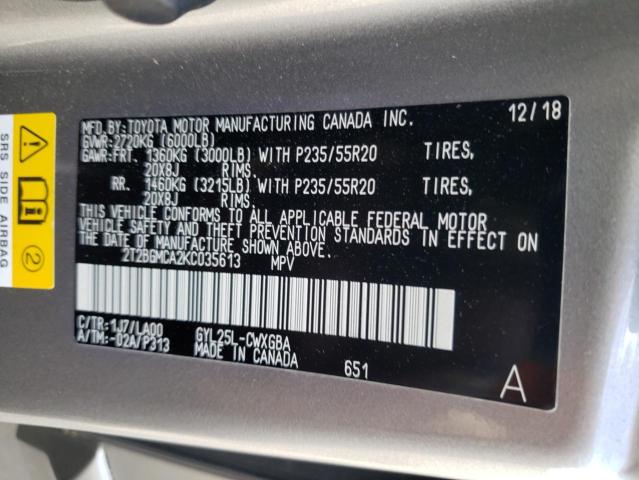 MFD.BY:TOYOTA MOTOR MANUFACTURING CANADA INC. 12/18
GVWR:2720KG (6000LB)
GAWR:FRT. 1360KG (3000LB) WITH P235/55R20 TIRES,
20X8J RIMS.
RR. 1460KG (3215LB) WITH P235/55R20 TIRES,
20X8J RIMS.
THIS VEHICLE CONFORMS TO ALL APPLICABLE FEDERAL MOTOR
VEHICLE SAFETY AND THEFT PREVENTION STANDARDS IN EFFECT ON
THE DATE OF MANUFACTURE SHOWN ABOVE.
2T2BGMCA2KC035613 MPV
C/TR:1J7/LA00 GYL25L-CWXGBA
A/TM:-02A/P313 MADE IN CANADA
651
A
SRS SIDE AIRBAG
2